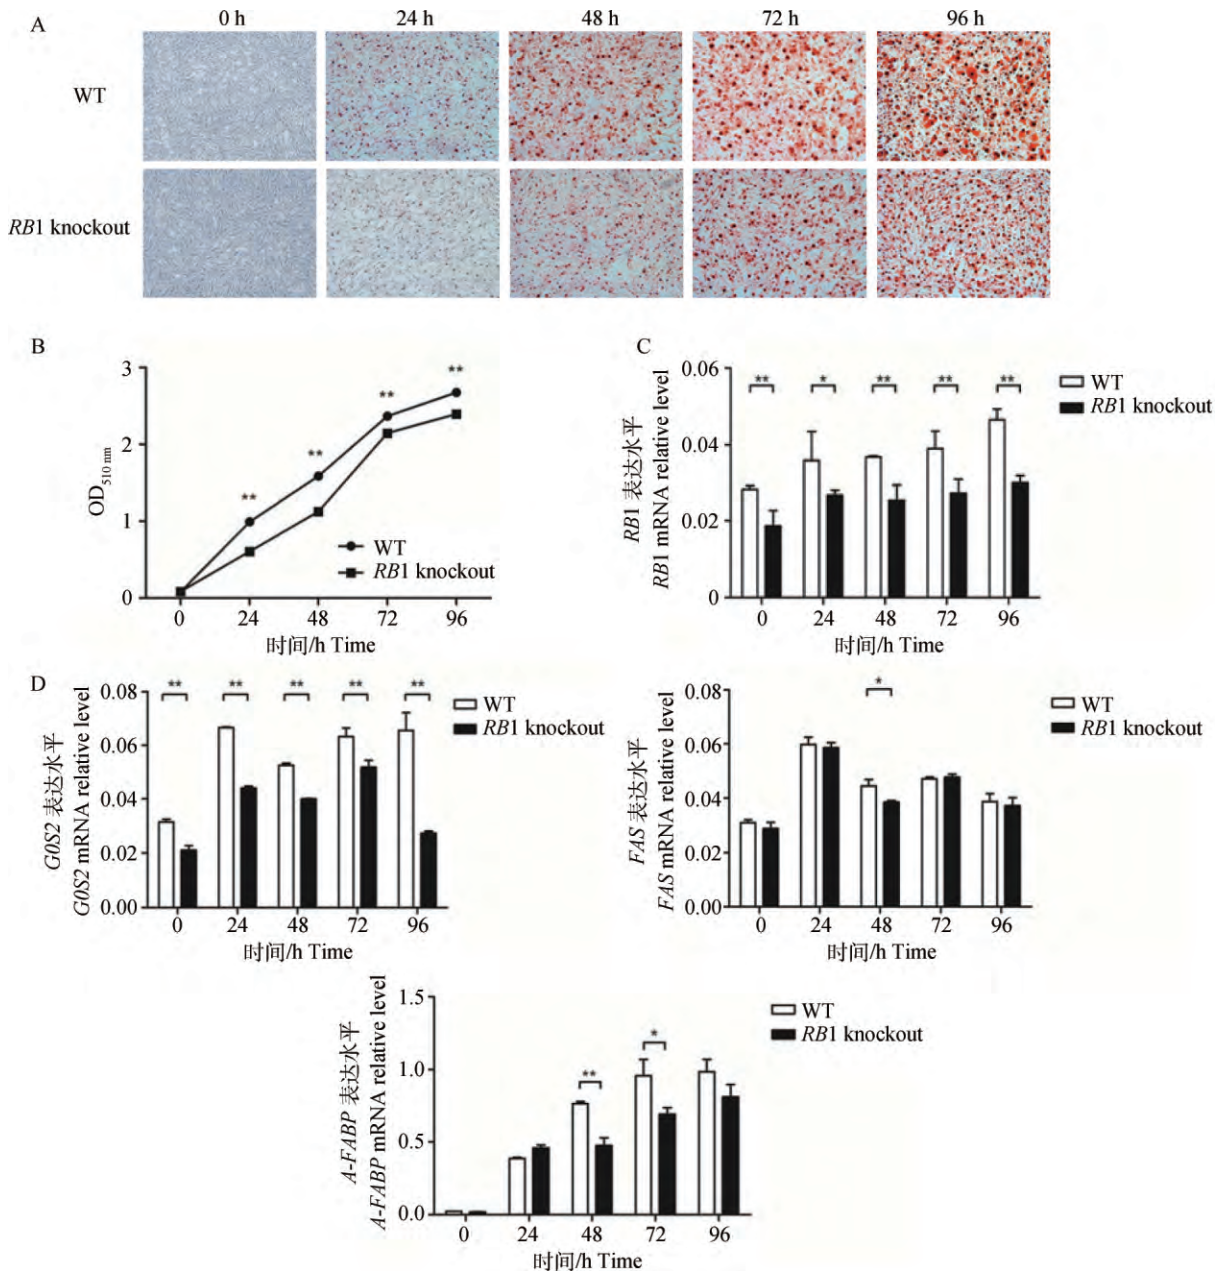 A
0 h 24 h 48 h 72 h 96 h
WT
RB1 knockout
B
3
2
1
0
OD510 nm
**
**
**
**
WT
RB1 knockout
0 24 48 72 96
时间/h Time
C
0.06
0.04
0.02
0
RB1 表达水平
RB1 mRNA relative level
** * ** ** **
WT
RB1 knockout
0 24 48 72 96
时间/h Time
D
0.08
0.06
0.04
0.02
0.00
G0S2 表达水平
G0S2 mRNA relative level
** ** ** ** **
WT
RB1 knockout
0 24 48 72 96
时间/h Time
0.08
0.06
0.04
0.02
0.00
FAS 表达水平
FAS mRNA relative level
*
WT
RB1 knockout
0 24 48 72 96
时间/h Time
1.5
1.0
0.5
0.0
A-FABP 表达水平
A-FABP mRNA relative level
**
*
WT
RB1 knockout
0 24 48 72 96
时间/h Time